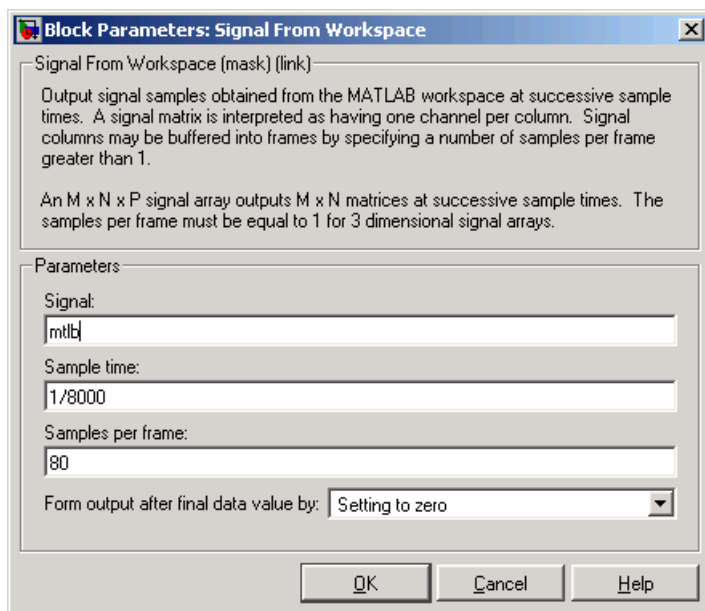 Block Parameters: Signal From Workspace
Signal From Workspace (mask) (link)
Output signal samples obtained from the MATLAB workspace at successive sample
times.  A signal matrix is interpreted as having one channel per column.  Signal
columns may be buffered into frames by specifying a number of samples per frame
greater than 1.
An M x N x P signal array outputs M x N matrices at successive sample times.  The
samples per frame must be equal to 1 for 3 dimensional signal arrays.
Parameters
Signal:
mtlb
Sample time:
1/8000
Samples per frame:
80
Form output after final data value by: Setting to zero
OK Cancel Help